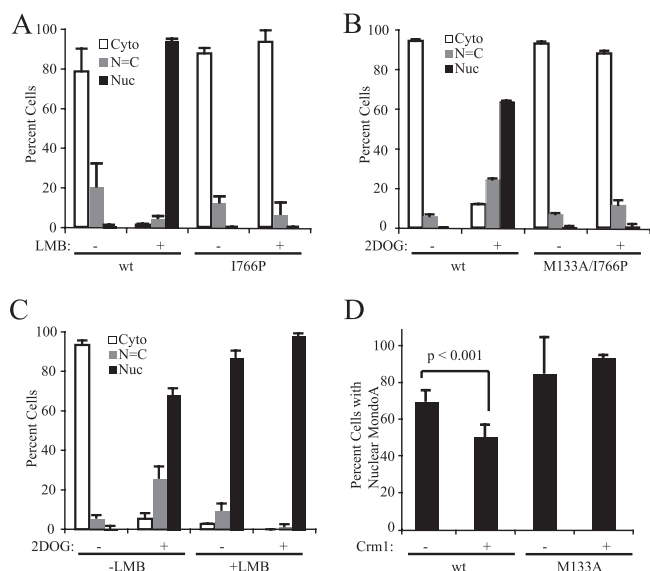 A
100
80
60
40
20
0
Percent Cells
Cyto
N=C
Nuc
LMB: - + - +
wt I766P
B
100
80
60
40
20
0
Percent Cells
Cyto
N=C
Nuc
2DOG: - + - +
wt M133A/I766P
C
100
80
60
40
20
0
Percent Cells
Cyto
N=C
Nuc
2DOG: - + - +
-LMB +LMB
D
100
80
60
40
20
0
Percent Cells with
Nuclear MondoA
p < 0.001
Crm1: - + - +
wt M133A